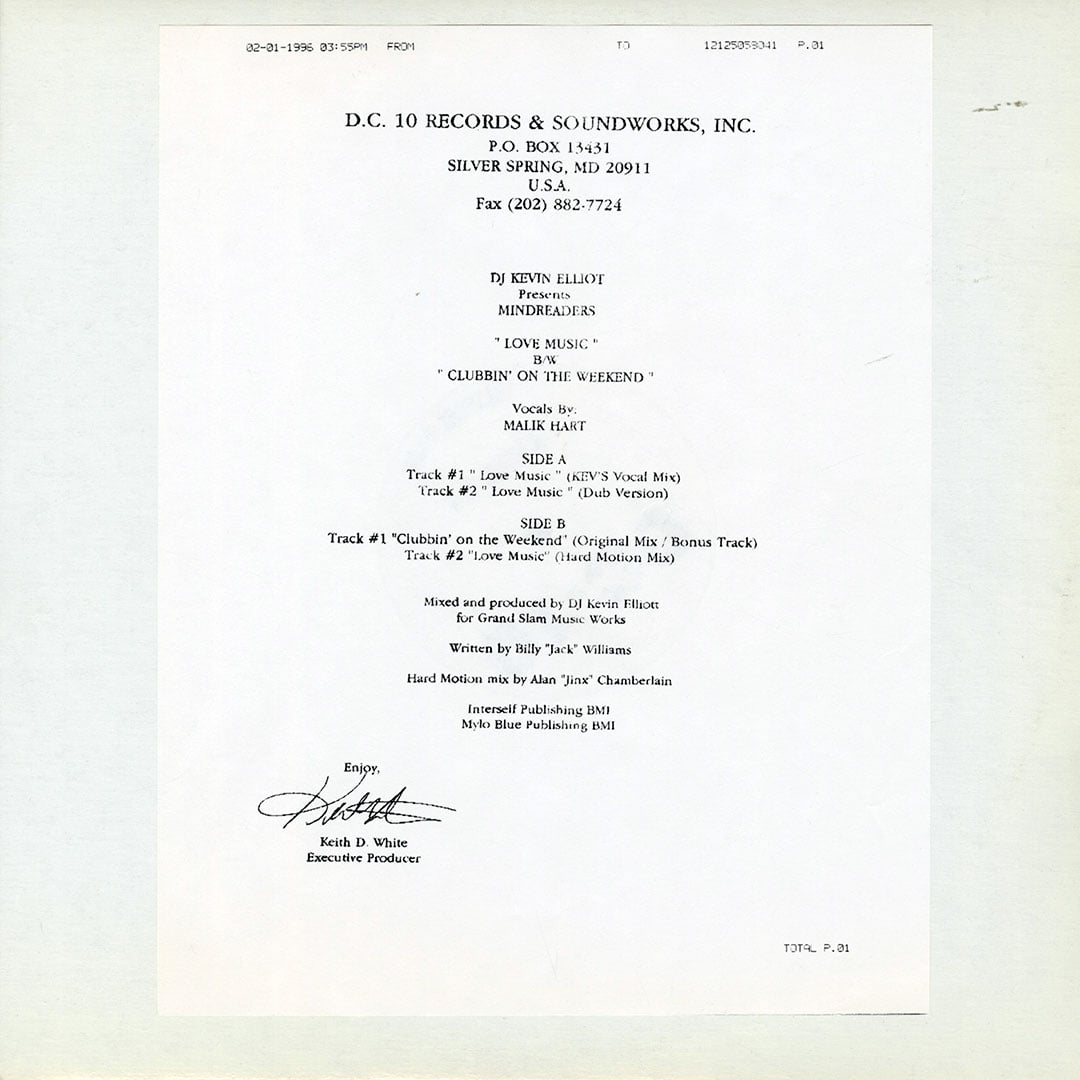 02-01-1996 03:55PM FROM TO 12125053041 P.01
D.C. 10 RECORDS & SOUNDWORKS, INC.
P.O. BOX 13431
SILVER SPRING, MD 20911
U.S.A.
Fax (202) 882-7724
DJ KEVIN ELLIOT
Presents
MINDREADERS
" LOVE MUSIC "
B/W
" CLUBBIN' ON THE WEEKEND "
Vocals By:
MALIK HART
SIDE A
Track #1 " Love Music " (KEV'S Vocal Mix)
Track #2 " Love Music " (Dub Version)
SIDE B
Track #1 "Clubbin' on the Weekend" (Original Mix / Bonus Track)
Track #2 "Love Music" (Hard Motion Mix)
Mixed and produced by DJ Kevin Elliott
for Grand Slam Music Works
Written by Billy "Jack" Williams
Hard Motion mix by Alan "Jinx" Chamberlain
Interself Publishing BMI
Mylo Blue Publishing BMI
Enjoy,
Keith D. White
Executive Producer
TOTAL P.01